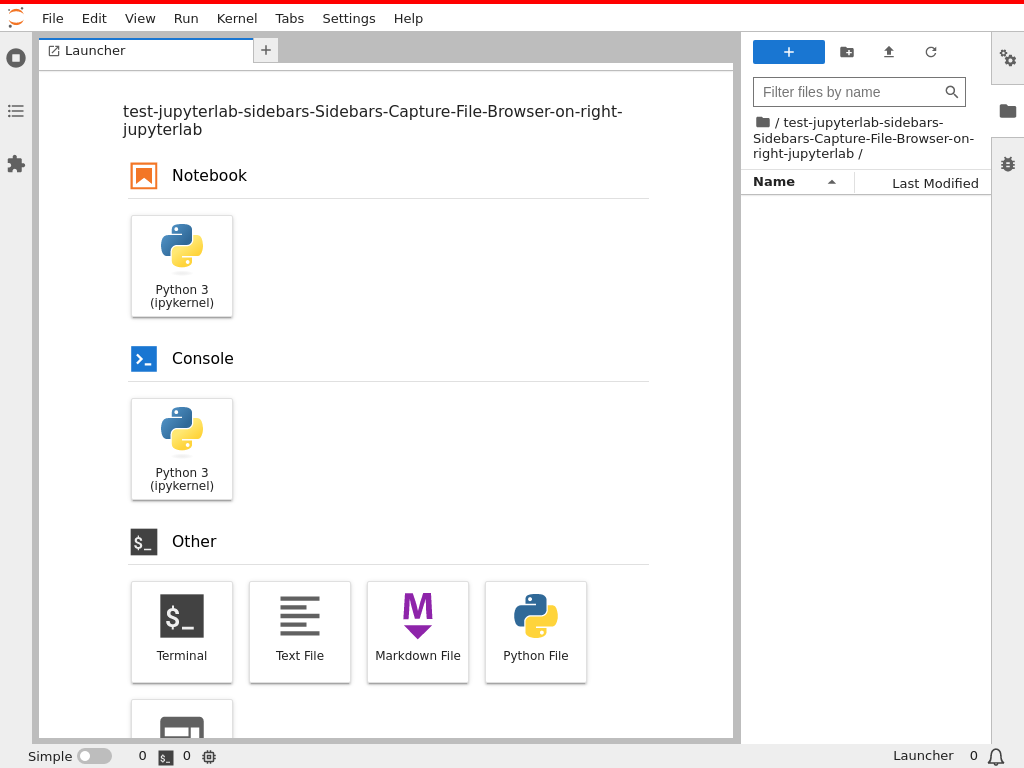 File Edit View Run Kernel Tabs Settings Help
Launcher
test-jupyterlab-sidebars-Sidebars-Capture-File-Browser-on-right-
jupyterlab
Notebook
Python 3
(ipykernel)
Console
Python 3
(ipykernel)
$_ Other
$_
Terminal
Text File
M
Markdown File
Python File
Filter files by name
/ test-jupyterlab-sidebars-
Sidebars-Capture-File-Browser-on-
right-jupyterlab /
Name Last Modified
Simple 0 $_ 0 Launcher 0